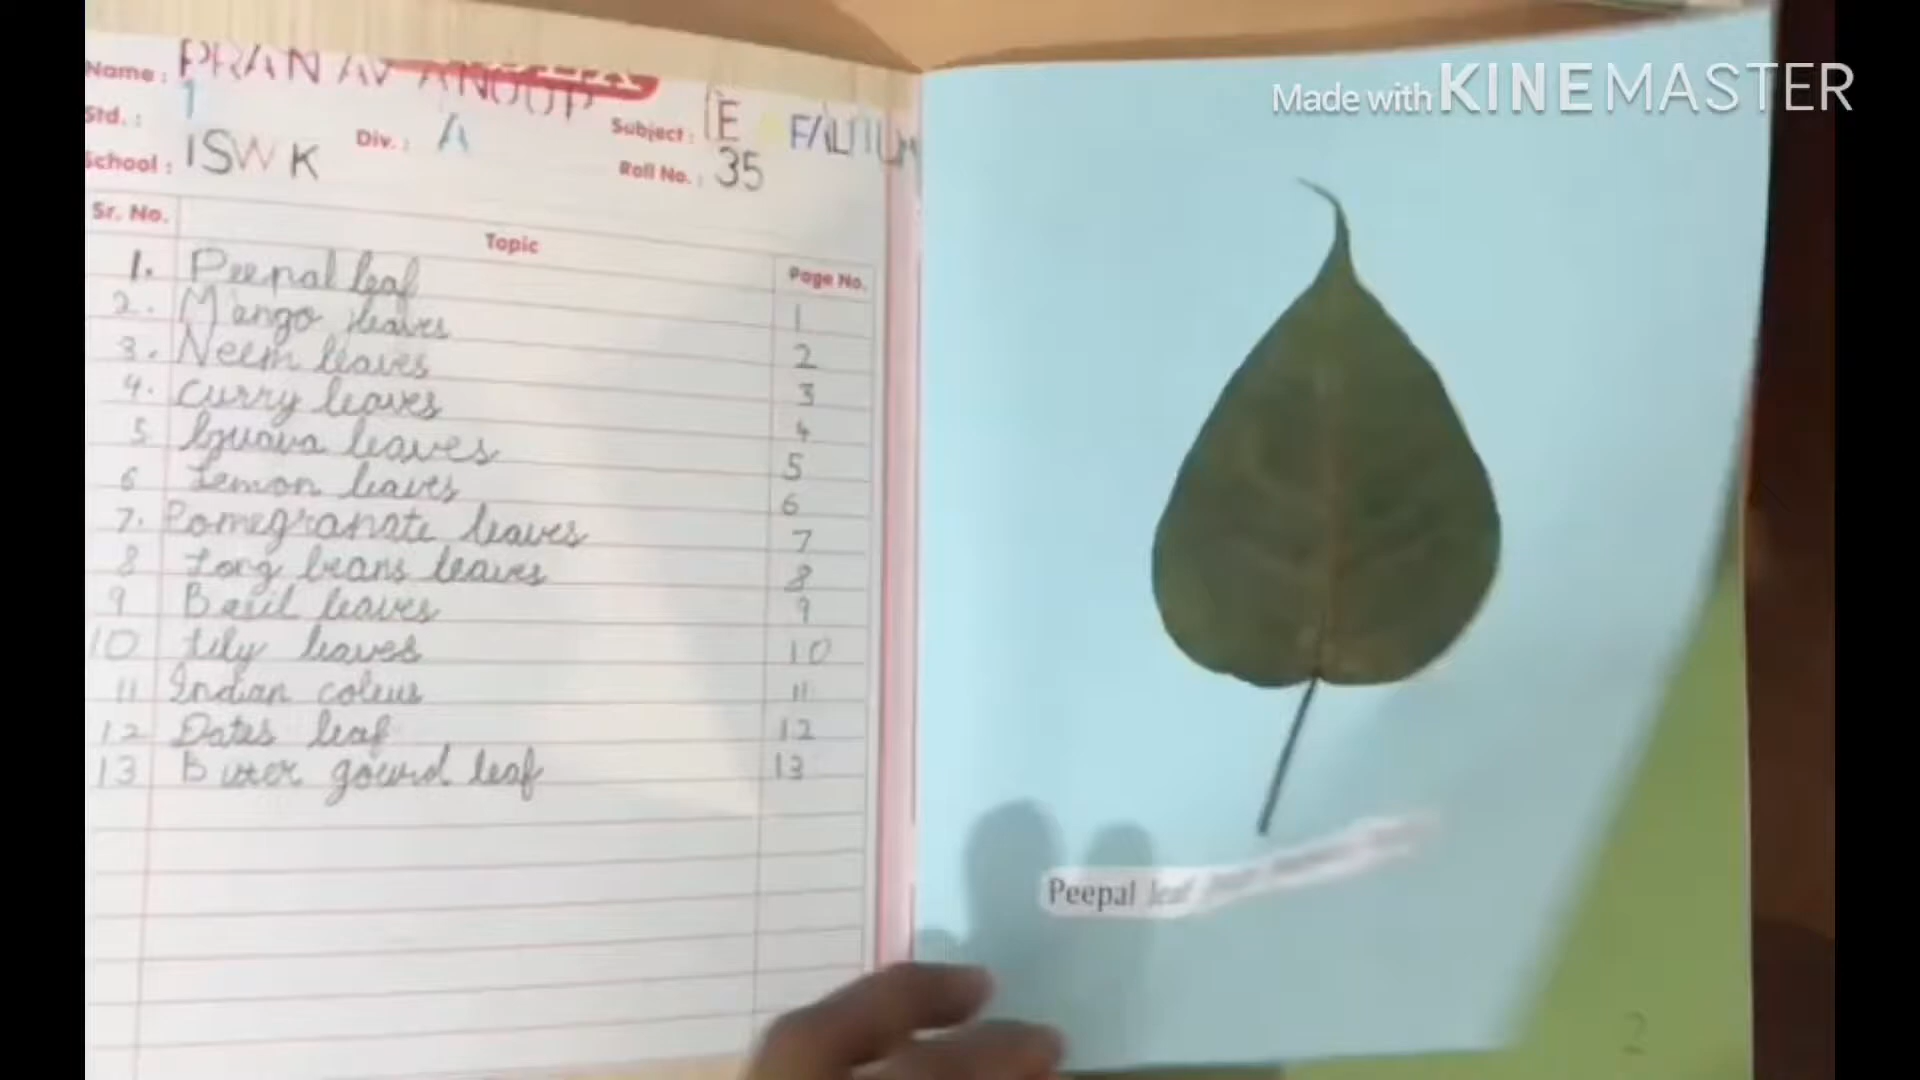 Made with KINEMASTER
Name: PRANAV ANOOP
Std.: 1 Div.: A Subject: IE
School: ISWK Roll No.: 35
Sr. No. Topic Page No.
1. Peepal leaf 1
2. Mango leaves 2
3. Neem leaves 3
4. Curry leaves 4
5 Guava leaves 5
6 Lemon leaves 6
7. Pomegranate leaves 7
8 Long beans leaves 8
9 Basil leaves 9
10 Lily leaves 10
11 Indian coleus 11
12 Dates leaf 12
13 Bitter gourd leaf 13
Peepal leaf
2